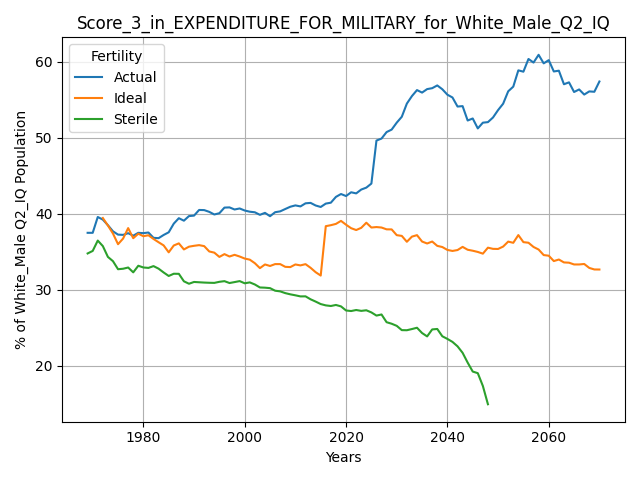 Score_3_in_EXPENDITURE_FOR_MILITARY_for_White_Male_Q2_IQ
Fertility
Actual
Ideal
Sterile
% of White_Male Q2_IQ Population
60
50
40
30
20
1980
2000
2020
2040
2060
Years